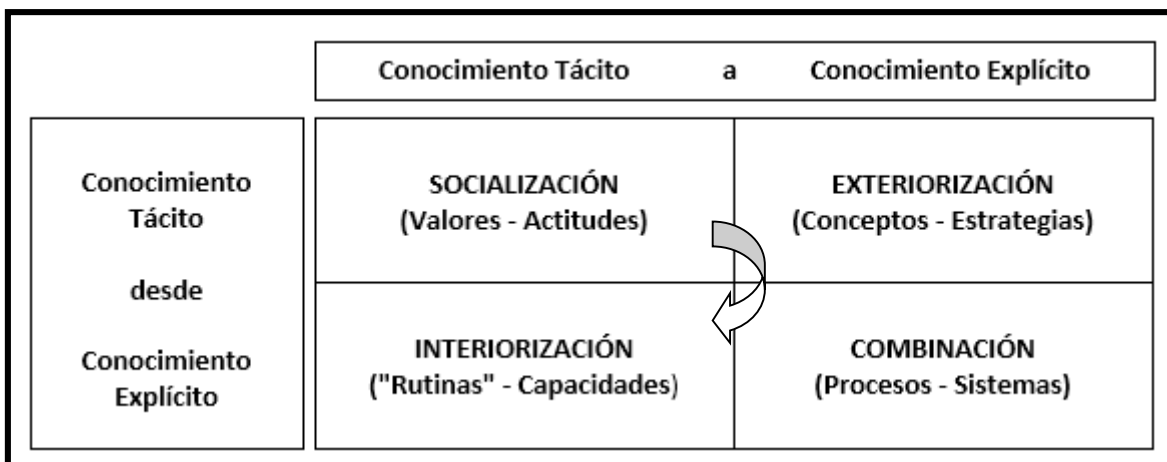 Conocimiento Tácito a Conocimiento Explícito
Conocimiento
Tácito
desde
Conocimiento
Explícito
SOCIALIZACIÓN
(Valores - Actitudes)
EXTERIORIZACIÓN
(Conceptos - Estrategias)
INTERIORIZACIÓN
("Rutinas" - Capacidades)
COMBINACIÓN
(Procesos - Sistemas)